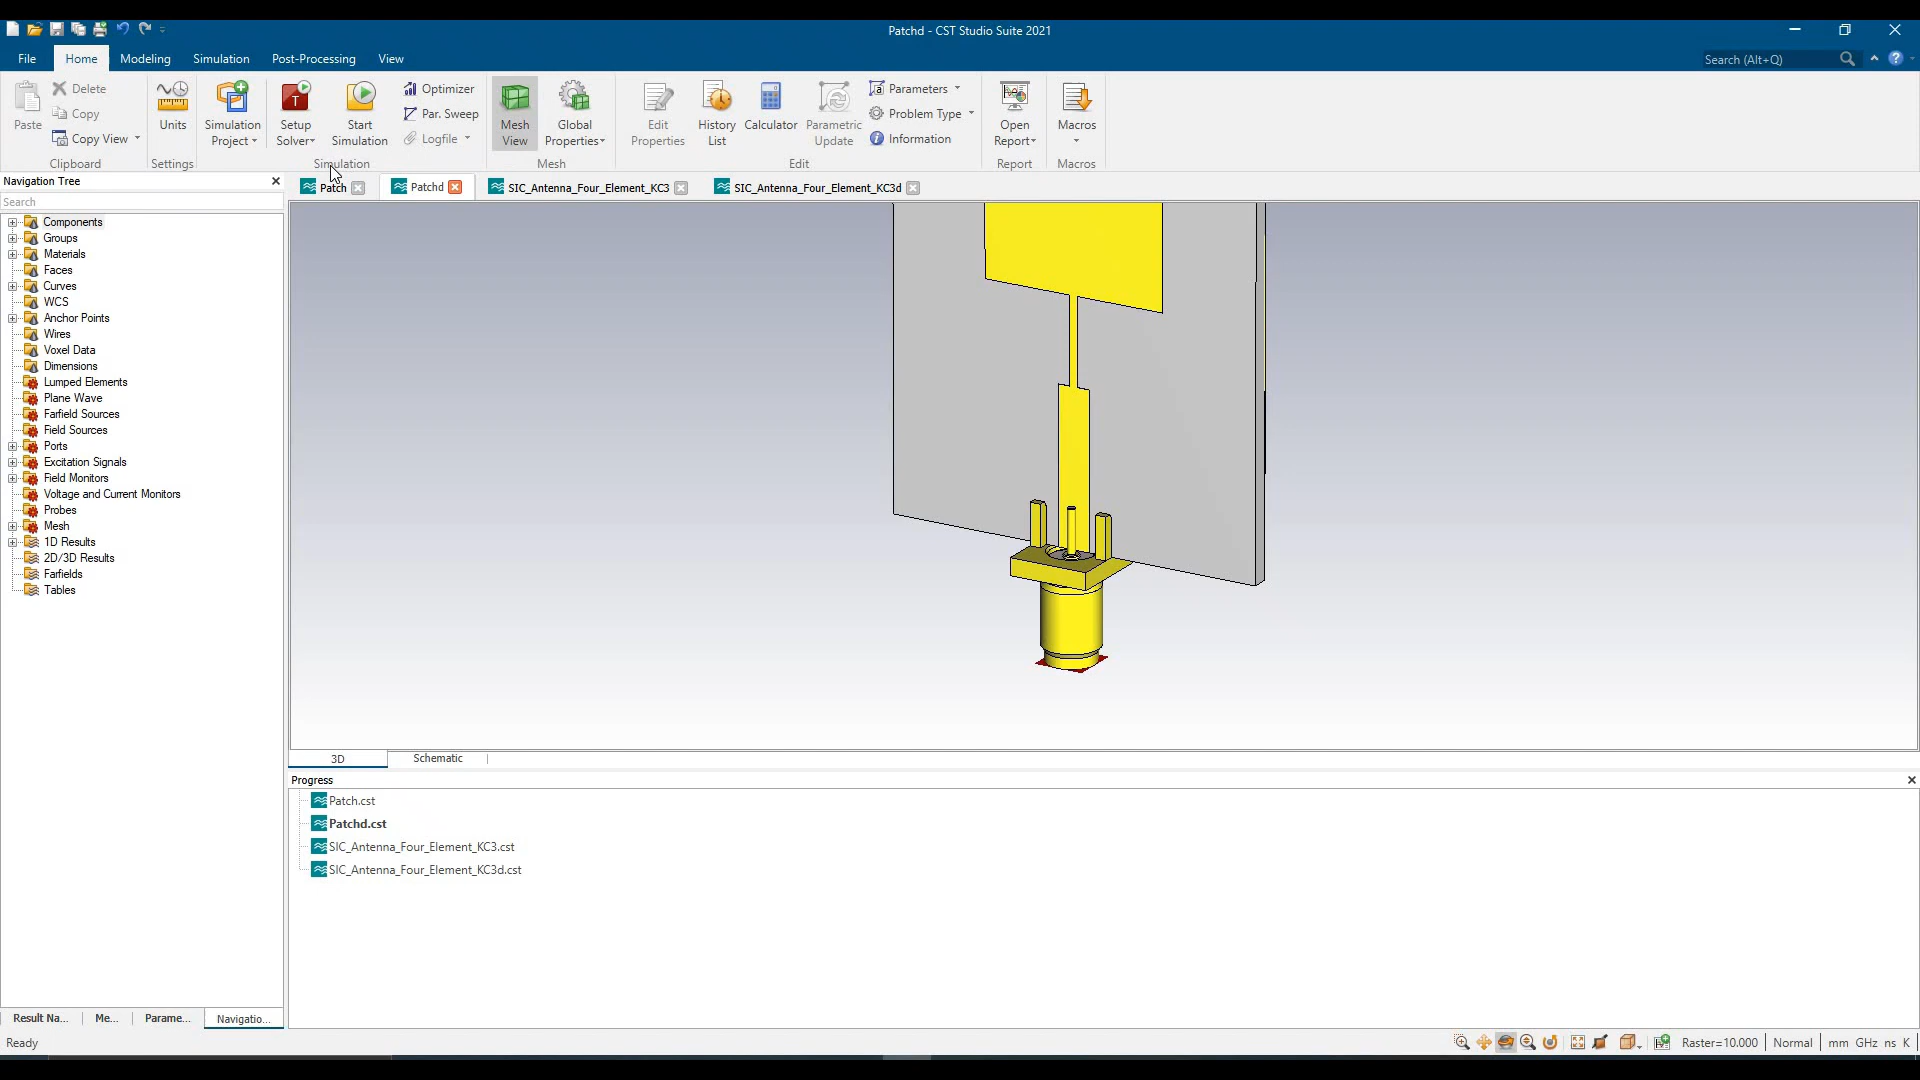 Patchd - CST Studio Suite 2021
File Home Modeling Simulation Post-Processing View
Search (Alt+Q)
Paste
Delete
Copy
Copy View
Clipboard
Units
Settings
Simulation Project
Setup Solver
Start Simulation
Optimizer
Par. Sweep
Logfile
Simulation
Mesh View
Global Properties
Mesh
Edit Properties
History List
Calculator
Parametric Update
Parameters
Problem Type
Information
Edit
Open Report
Report
Macros
Macros
Navigation Tree
Search
Patch
Patchd
SIC_Antenna_Four_Element_KC3
SIC_Antenna_Four_Element_KC3d
Components
Groups
Materials
Faces
Curves
WCS
Anchor Points
Wires
Voxel Data
Dimensions
Lumped Elements
Plane Wave
Farfield Sources
Field Sources
Ports
Excitation Signals
Field Monitors
Voltage and Current Monitors
Probes
Mesh
1D Results
2D/3D Results
Farfields
Tables
3D
Schematic
Progress
Patch.cst
Patchd.cst
SIC_Antenna_Four_Element_KC3.cst
SIC_Antenna_Four_Element_KC3d.cst
Result Na...
Me...
Parame...
Navigatio...
Ready
Raster=10.000
Normal
mm GHz ns K